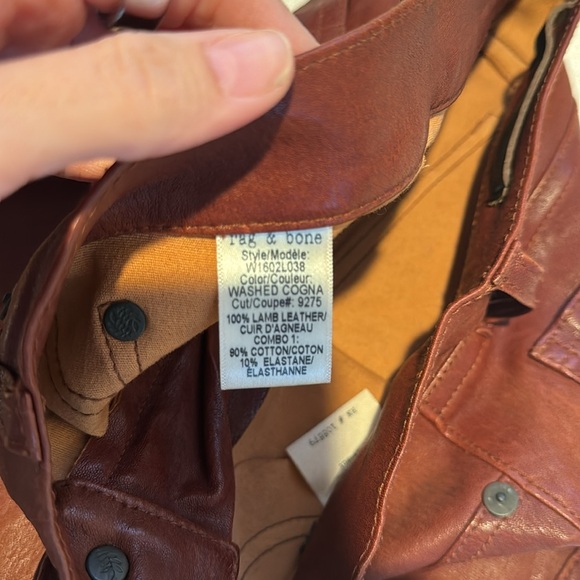 rag & bone
Style/Modèle:
W1602L038
Color/Couleur:
WASHED COGNA
Cut/Coupe#: 9275
100% LAMB LEATHER/
CUIR D'AGNEAU
COMBO 1:
90% COTTON/COTON
10% ELASTANE/
ÉLASTHANNE